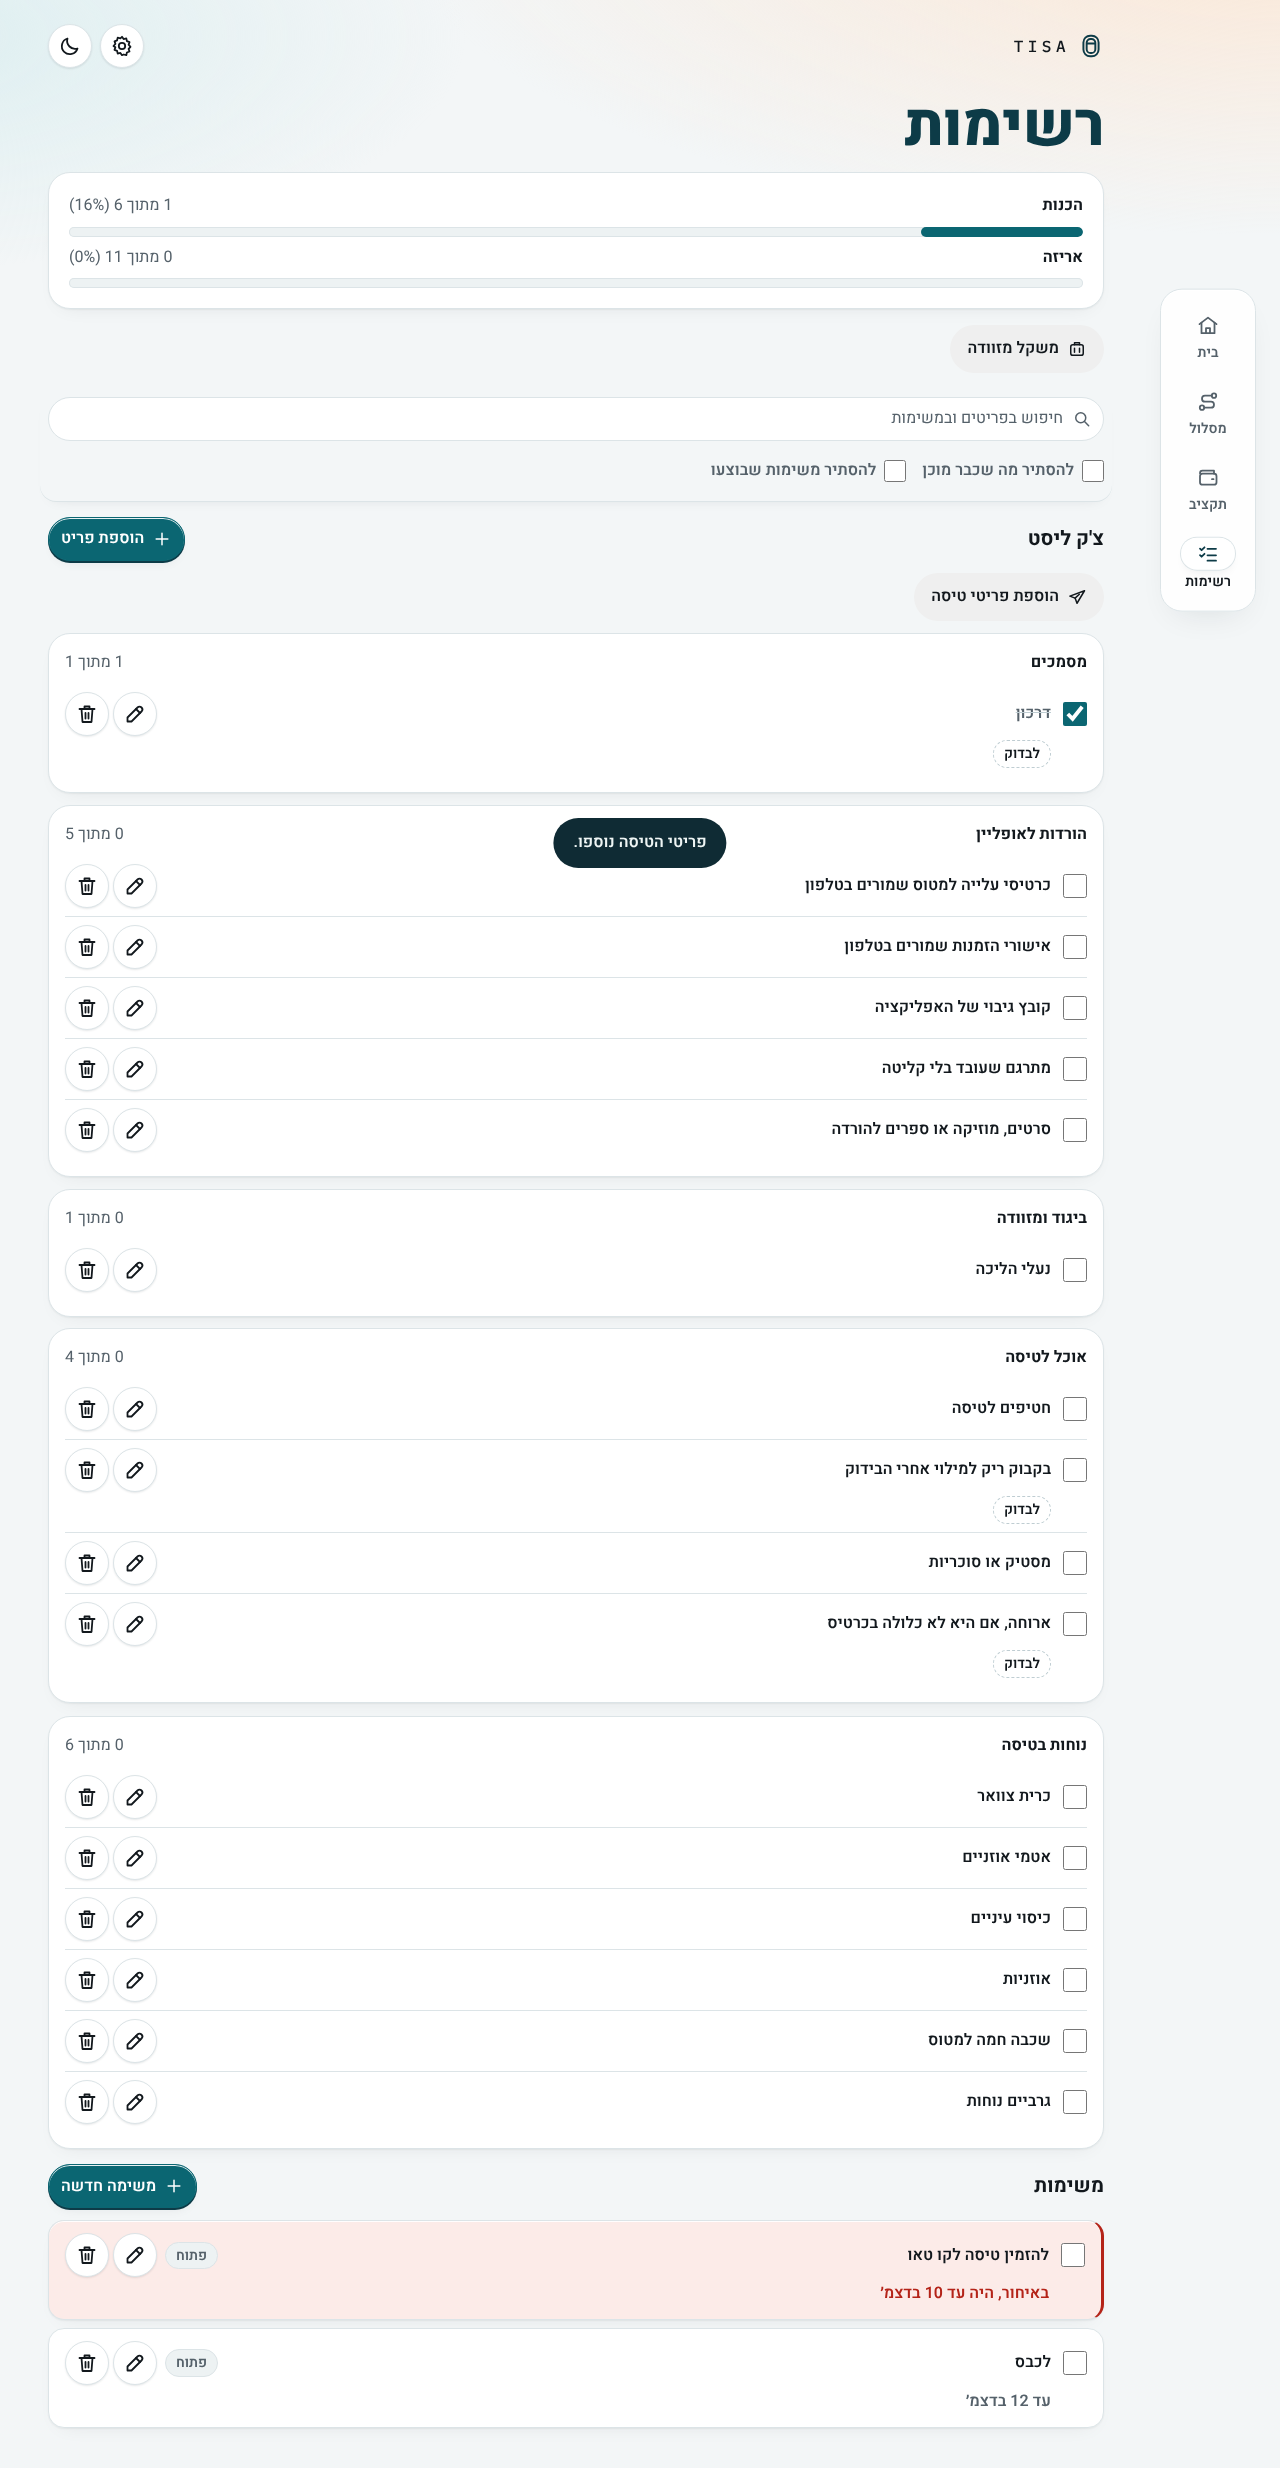 TISA
רשימות
הכנות
1 מתוך 6 (16%)
אריזה
0 מתוך 11 (0%)
משקל מזוודה
חיפוש בפריטים ובמשימות
להסתיר מה שכבר מוכן
להסתיר משימות שבוצעו
צ'ק ליסט
הוספת פריט
הוספת פריטי טיסה
מסמכים
1 מתוך 1
דרכון
לבדוק
הורדות לאופליין
0 מתוך 5
פריטי הטיסה נוספו.
כרטיסי עלייה למטוס שמורים בטלפון
אישורי הזמנות שמורים בטלפון
קובץ גיבוי של האפליקציה
מתרגם שעובד בלי קליטה
סרטים, מוזיקה או ספרים להורדה
ביגוד ומזוודה
0 מתוך 1
נעלי הליכה
אוכל לטיסה
0 מתוך 4
חטיפים לטיסה
בקבוק ריק למילוי אחרי הבידוק
לבדוק
מסטיק או סוכריות
ארוחה, אם היא לא כלולה בכרטיס
לבדוק
נוחות בטיסה
0 מתוך 6
כרית צוואר
אטמי אוזניים
כיסוי עיניים
אוזניות
שכבה חמה למטוס
גרביים נוחות
משימות
משימה חדשה
להזמין טיסה לקו טאו
פתוח
באיחור, היה עד 10 בדצמ׳
לכבס
פתוח
עד 12 בדצמ׳
בית
מסלול
תקציב
רשימות